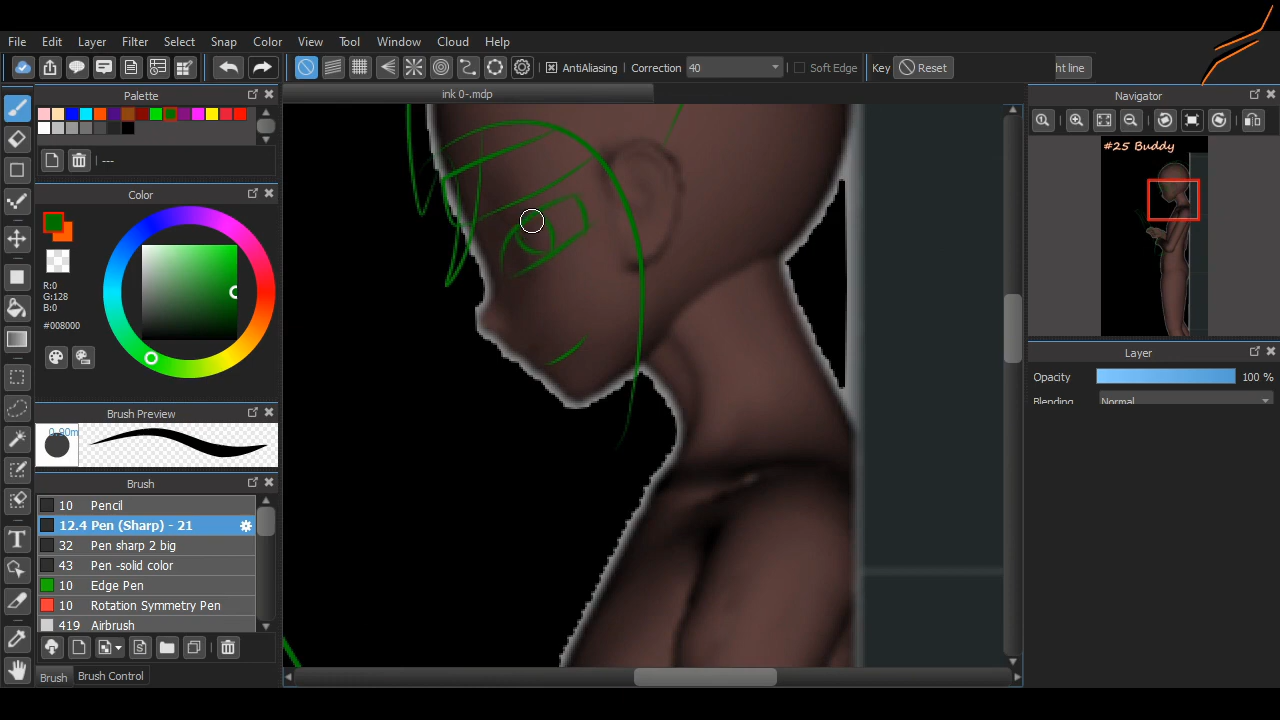 File Edit Layer Filter Select Snap Color View Tool Window Cloud Help
AntiAliasing Correction 40 Soft Edge Key Reset ht line
Palette
ink 0-.mdp
Navigator
---
#25 Buddy
Color
R:0
G:128
B:0
#008000
Layer
Opacity 100 %
Blending Normal
Brush Preview
0.90m
Brush
10 Pencil
12.4 Pen (Sharp) - 21
32 Pen sharp 2 big
43 Pen -solid color
10 Edge Pen
10 Rotation Symmetry Pen
419 Airbrush
Brush Brush Control